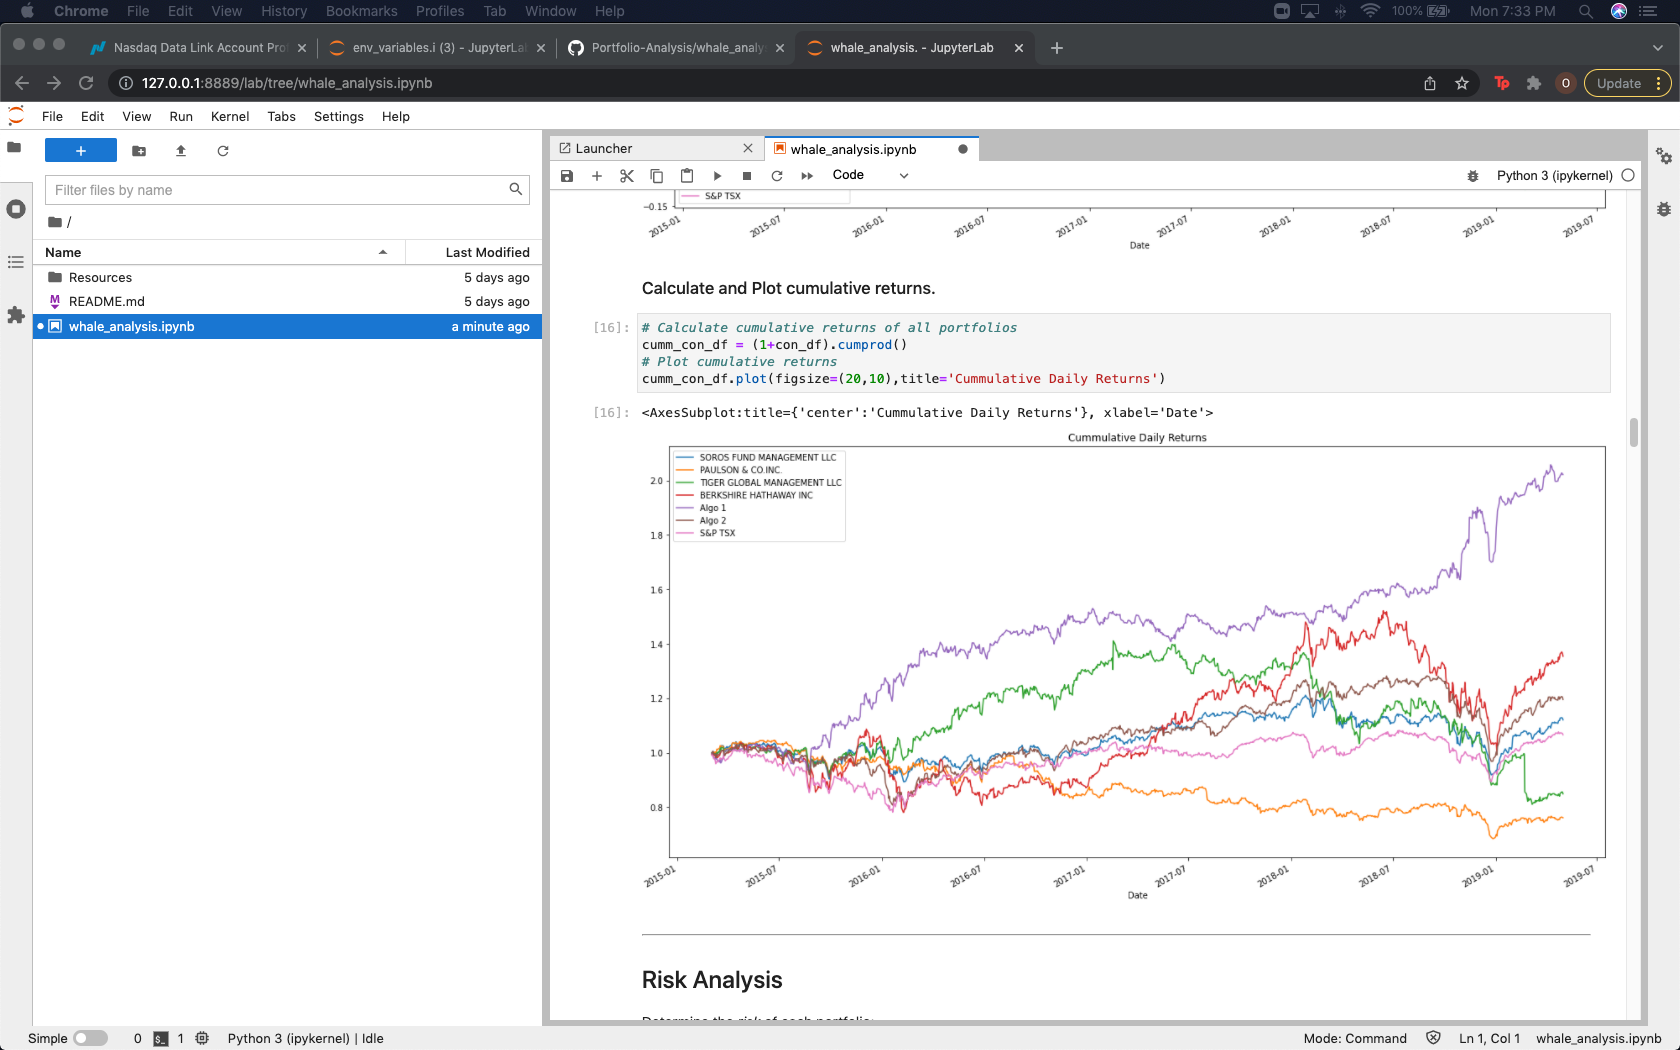 Chrome File Edit View History Bookmarks Profiles Tab Window Help 100% Mon 7:33 PM
Nasdaq Data Link Account Pro env_variables.i (3) - JupyterLa Portfolio-Analysis/whale_analy whale_analysis. - JupyterLab
127.0.0.1:8889/lab/tree/whale_analysis.ipynb Tp O Update
File Edit View Run Kernel Tabs Settings Help
+
Launcher whale_analysis.ipynb
Code Python 3 (ipykernel)
Filter files by name
/
Name Last Modified
Resources 5 days ago
README.md 5 days ago
whale_analysis.ipynb a minute ago
S&P TSX
−0.15
2015-01 2015-07 2016-01 2016-07 2017-01 2017-07 2018-01 2018-07 2019-01 2019-07
Date
Calculate and Plot cumulative returns.
[16]: # Calculate cumulative returns of all portfolios
cumm_con_df = (1+con_df).cumprod()
# Plot cumulative returns
cumm_con_df.plot(figsize=(20,10),title='Cummulative Daily Returns')
[16]: <AxesSubplot:title={'center':'Cummulative Daily Returns'}, xlabel='Date'>
Cummulative Daily Returns
SOROS FUND MANAGEMENT LLC
PAULSON & CO.INC.
TIGER GLOBAL MANAGEMENT LLC
BERKSHIRE HATHAWAY INC
Algo 1
Algo 2
S&P TSX
2.0
1.8
1.6
1.4
1.2
1.0
0.8
2015-01 2015-07 2016-01 2016-07 2017-01 2017-07 2018-01 2018-07 2019-01 2019-07
Date
Risk Analysis
Determine the risk of each portfolio:
Simple 0 $_ 1 Python 3 (ipykernel) | Idle Mode: Command Ln 1, Col 1 whale_analysis.ipynb